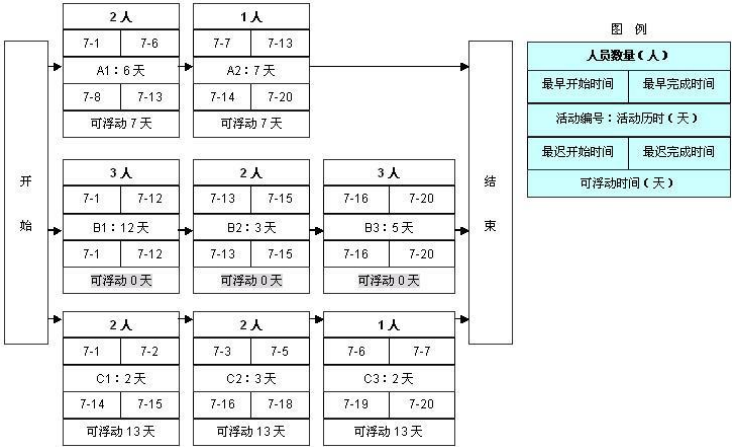 2人 1人
7-1 7-6 7-7 7-13
A1：6天 A2：7天
7-8 7-13 7-14 7-20
可浮动7天 可浮动7天
开
始
3人 2人 3人
7-1 7-12 7-13 7-15 7-16 7-20
B1：12天 B2：3天 B3：5天
7-1 7-12 7-13 7-15 7-16 7-20
可浮动0天 可浮动0天 可浮动0天
2人 2人 1人
7-1 7-2 7-3 7-5 7-6 7-7
C1：2天 C2：3天 C3：2天
7-14 7-15 7-16 7-18 7-19 7-20
可浮动13天 可浮动13天 可浮动13天
结
束
图 例
人员数量（人）
最早开始时间 最早完成时间
活动编号：活动历时（天）
最迟开始时间 最迟完成时间
可浮动时间（天）